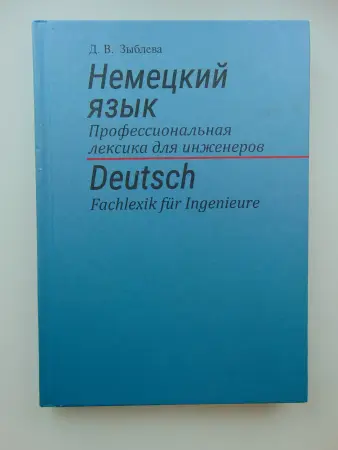 Д. В. Зыблева
Немецкий
язык
Профессиональная
лексика для инженеров
Deutsch
Fachlexik für Ingenieure